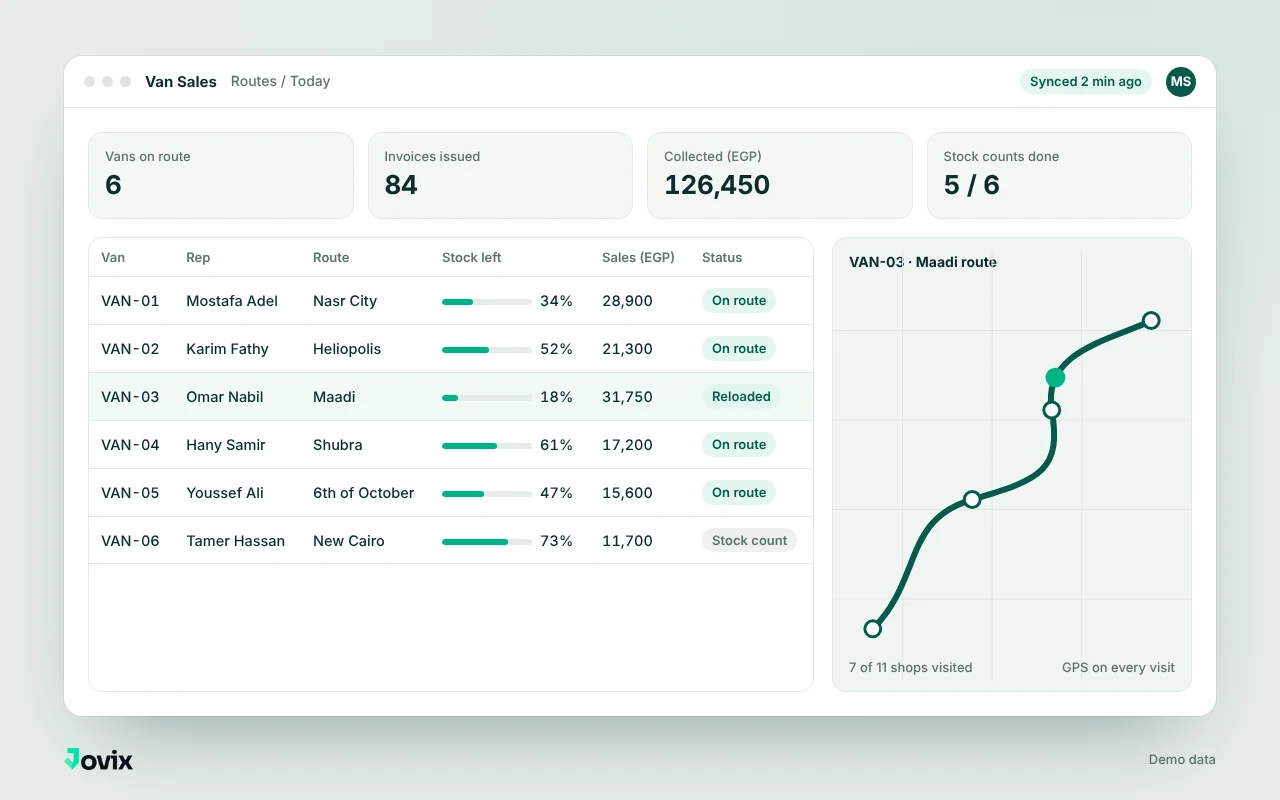 Van Sales Routes / Today Synced 2 min ago MS
Vans on route
6
Invoices issued
84
Collected (EGP)
126,450
Stock counts done
5 / 6
Van Rep Route Stock left Sales (EGP) Status
VAN-01 Mostafa Adel Nasr City 34% 28,900 On route
VAN-02 Karim Fathy Heliopolis 52% 21,300 On route
VAN-03 Omar Nabil Maadi 18% 31,750 Reloaded
VAN-04 Hany Samir Shubra 61% 17,200 On route
VAN-05 Youssef Ali 6th of October 47% 15,600 On route
VAN-06 Tamer Hassan New Cairo 73% 11,700 Stock count
VAN-03 · Maadi route
7 of 11 shops visited GPS on every visit
Jovix Demo data